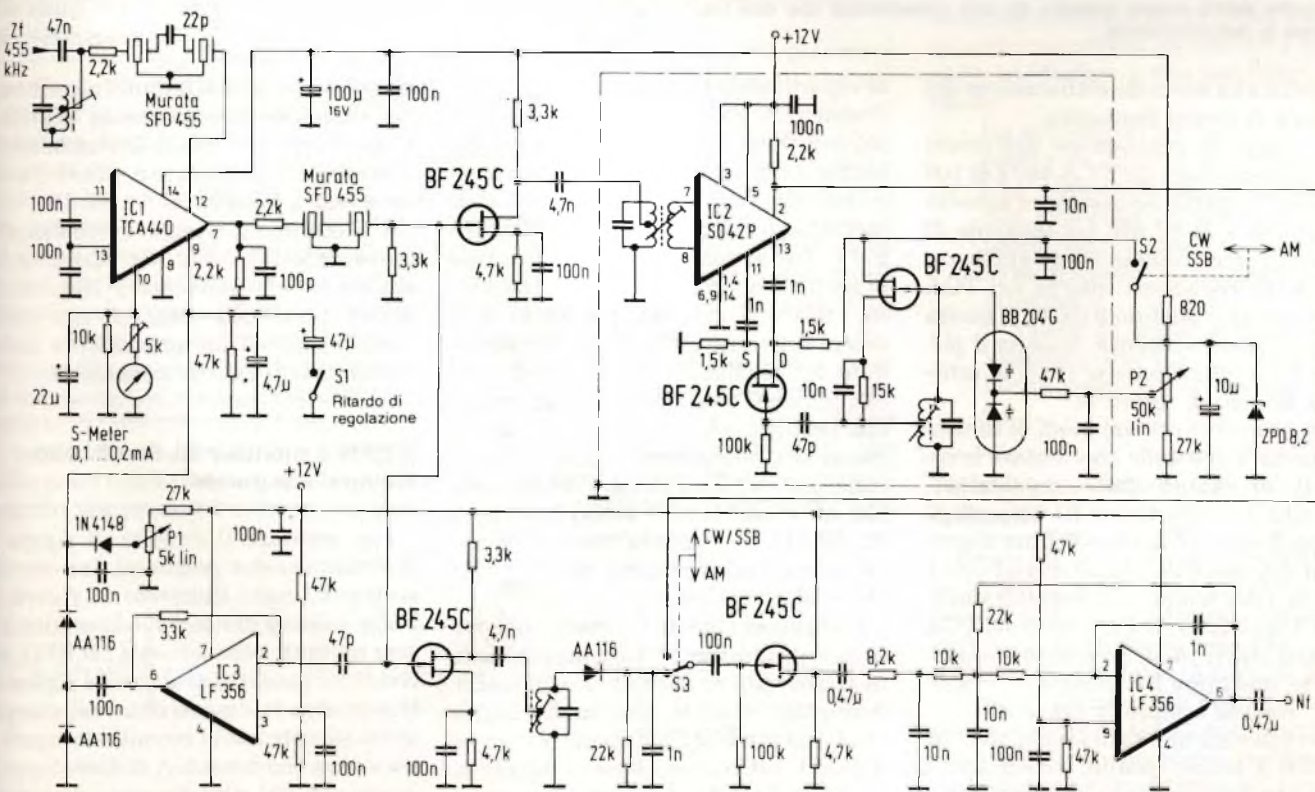 Zf
455
kHz
47n
22p
2,2k
Murata
SFD 455
100µ
16V
100n
3,3k
+12V
100n
2,2k
11
14
12
IC1
TCA440
7
13
9
10
8
100n
100n
2,2k
Murata
SFD 455
BF 245C
4,7n
3
5
7
IC2
SO42P
2
8
13
1,4
6,9
14
11
10n
100n
S2
CW
SSB
AM
BF 245C
BB204G
820
2,2k
100p
3,3k
4,7k
100n
1n
1n
1,5k
S
D
1,5k
10k
5k
22µ
S-Meter
0,1
0,2mA
47k
4,7µ
47µ
S1
Ritardo di
regolazione
BF 245C
10n
15k
47p
100k
47k
100n
P2
50k
lin
27k
10µ
ZPD 8,2
+12V
27k
1N4148
P1
5k lin
100n
100n
47k
3,3k
33k
AA116
CW/SSB
AM
47k
22k
1n
BF245C
BF 245C
7
2
IC3
LF 356
6
3
4
47p
4,7n
AA116
100n
S3
0,47µ
8,2k
10k
10k
2
7
IC4
LF356
6
4
0,47µ
Nf
100n
AA116
47k
100n
100n
4,7k
22k
1n
100k
4,7k
10n
10n
100n
47k